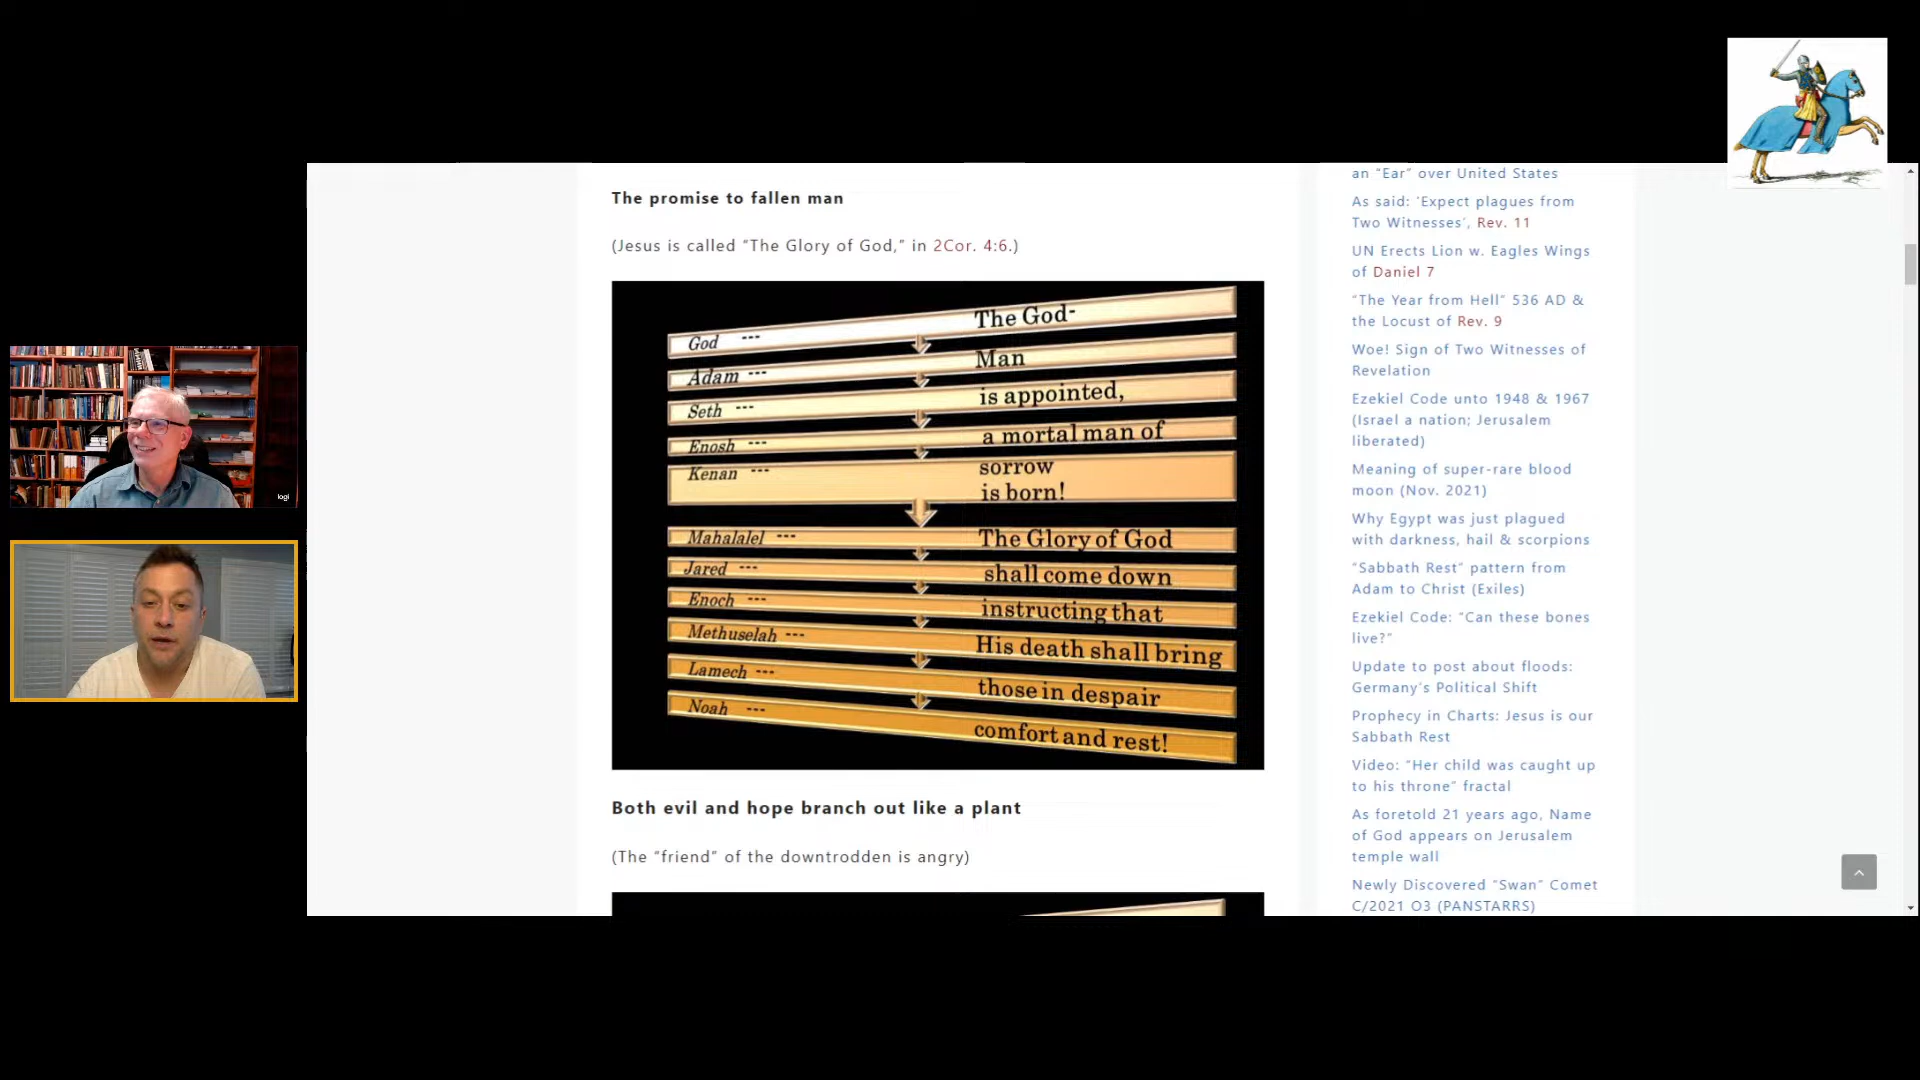 The promise to fallen man
(Jesus is called “The Glory of God,” in 2Cor. 4:6.)
God --- The God-
Adam --- Man
Seth --- is appointed,
Enosh --- a mortal man of
Kenan --- sorrow
is born!
Mahalalel --- The Glory of God
Jared --- shall come down
Enoch --- instructing that
Methuselah --- His death shall bring
Lamech --- those in despair
Noah --- comfort and rest!
Both evil and hope branch out like a plant
(The “friend” of the downtrodden is angry)
an “Ear” over United States
As said: ‘Expect plagues from
Two Witnesses’, Rev. 11
UN Erects Lion w. Eagles Wings
of Daniel 7
“The Year from Hell” 536 AD &
the Locust of Rev. 9
Woe! Sign of Two Witnesses of
Revelation
Ezekiel Code unto 1948 & 1967
(Israel a nation; Jerusalem
liberated)
Meaning of super-rare blood
moon (Nov. 2021)
Why Egypt was just plagued
with darkness, hail & scorpions
“Sabbath Rest” pattern from
Adam to Christ (Exiles)
Ezekiel Code: “Can these bones
live?”
Update to post about floods:
Germany’s Political Shift
Prophecy in Charts: Jesus is our
Sabbath Rest
Video: “Her child was caught up
to his throne” fractal
As foretold 21 years ago, Name
of God appears on Jerusalem
temple wall
Newly Discovered “Swan” Comet
C/2021 O3 (PANSTARRS)
logi